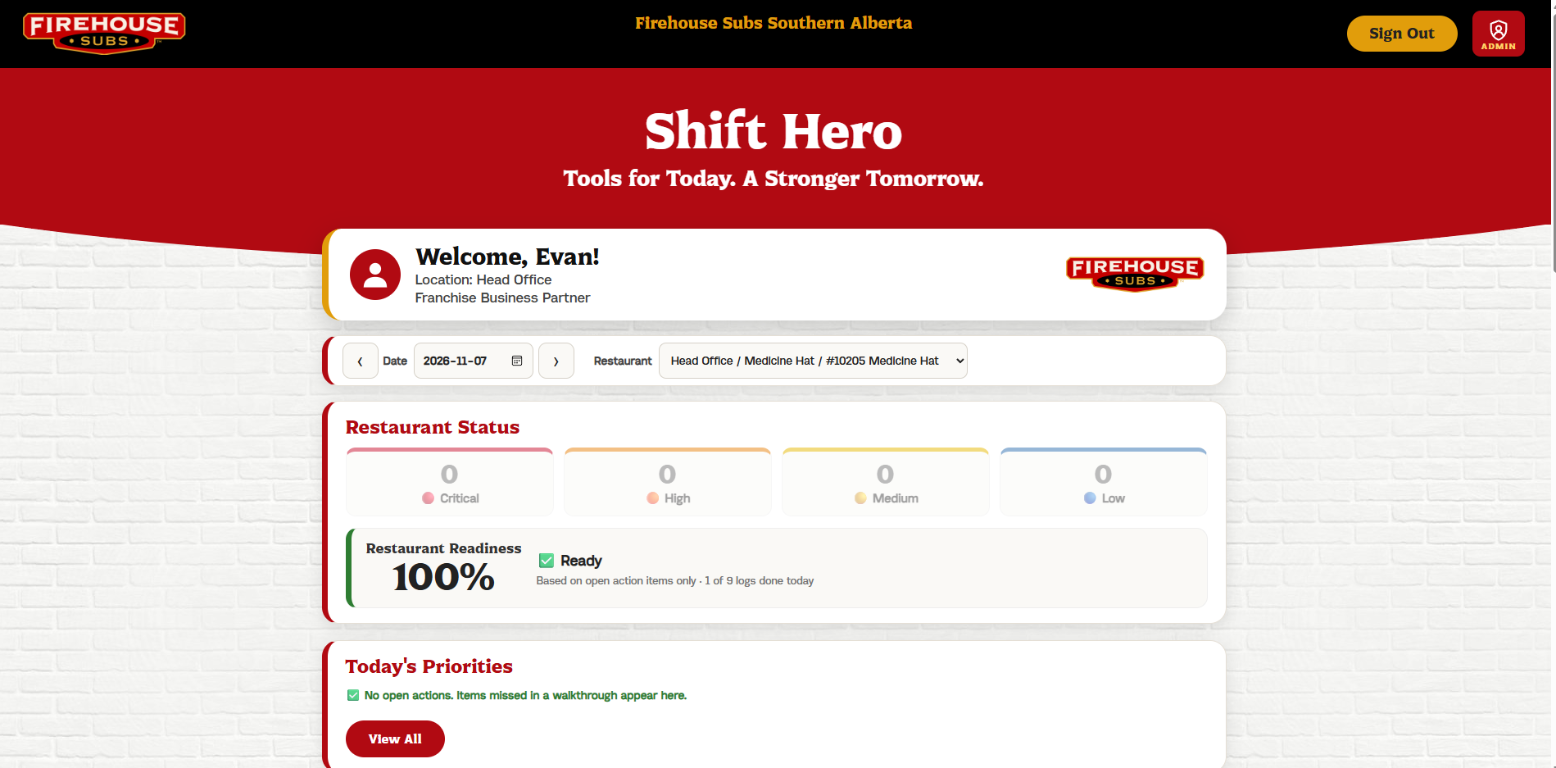 FIREHOUSE
SUBS
Firehouse Subs Southern Alberta
Sign Out
ADMIN
Shift Hero
Tools for Today. A Stronger Tomorrow.
Welcome, Evan!
Location: Head Office
Franchise Business Partner
FIREHOUSE
SUBS
‹ Date 2026-11-07 › Restaurant Head Office / Medicine Hat / #10205 Medicine Hat
Restaurant Status
0 0 0 0
Critical High Medium Low
Restaurant Readiness
100%
Ready
Based on open action items only · 1 of 9 logs done today
Today's Priorities
No open actions. Items missed in a walkthrough appear here.
View All